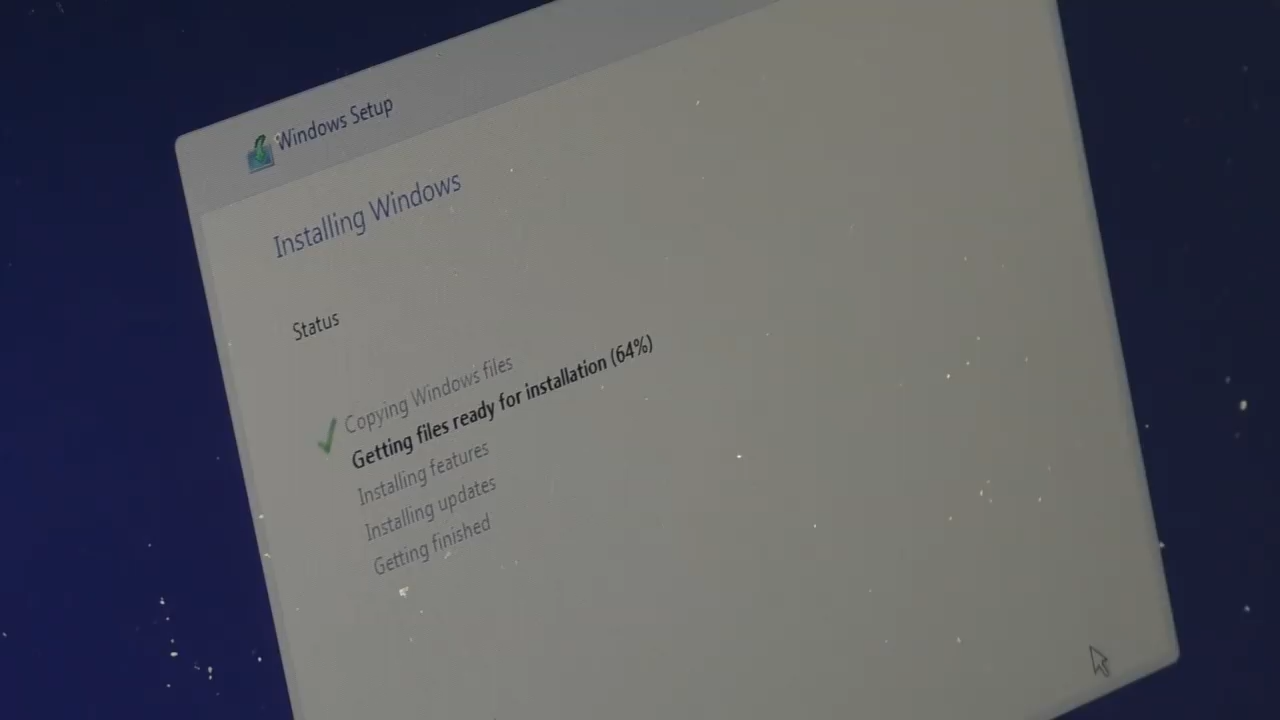 Windows Setup
Installing Windows
Status
Copying Windows files
Getting files ready for installation (64%)
Installing features
Installing updates
Getting finished